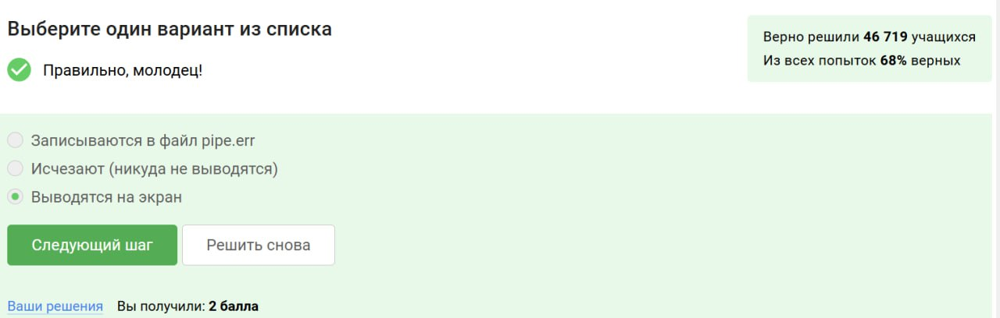 Выберите один вариант из списка
Верно решили 46 719 учащихся
Из всех попыток 68% верных
Правильно, молодец!
Записываются в файл pipe.err
Исчезают (никуда не выводятся)
Выводятся на экран
Следующий шаг
Решить снова
Ваши решения
Вы получили: 2 балла